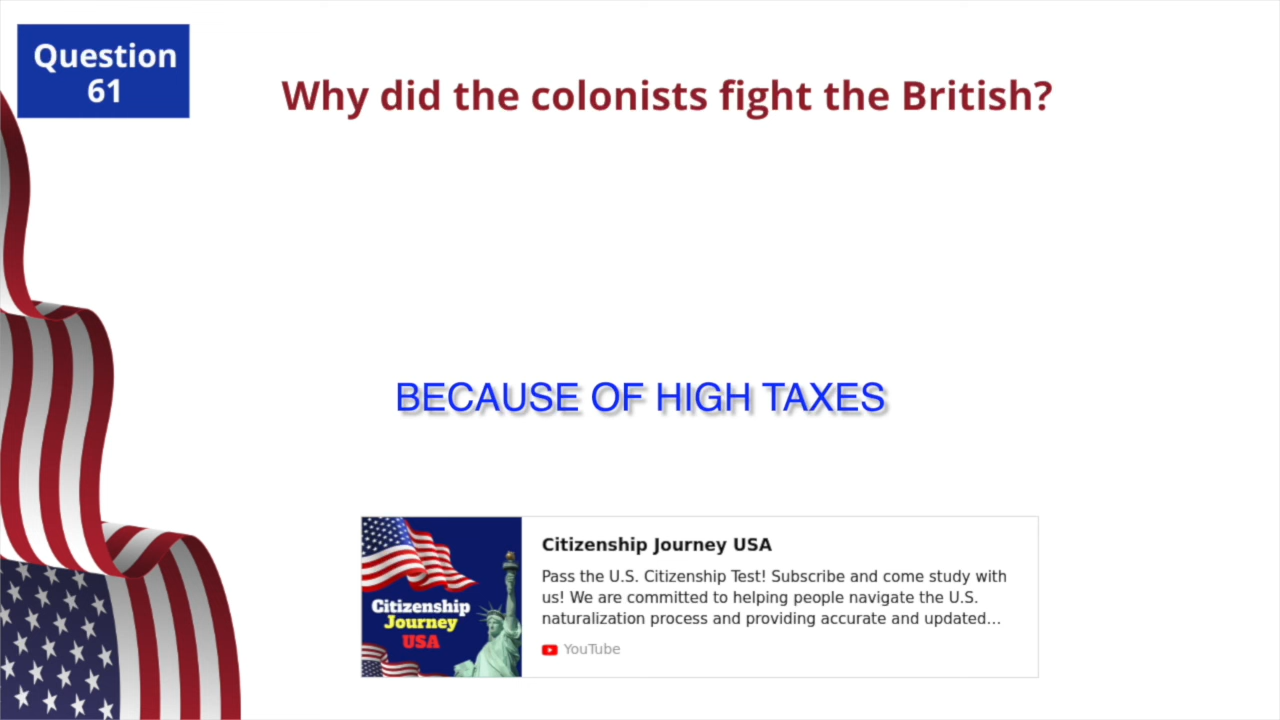 Question
61
Why did the colonists fight the British?
BECAUSE OF HIGH TAXES
Citizenship
Journey
USA
Citizenship Journey USA
Pass the U.S. Citizenship Test! Subscribe and come study with
us! We are committed to helping people navigate the U.S.
naturalization process and providing accurate and updated...
YouTube